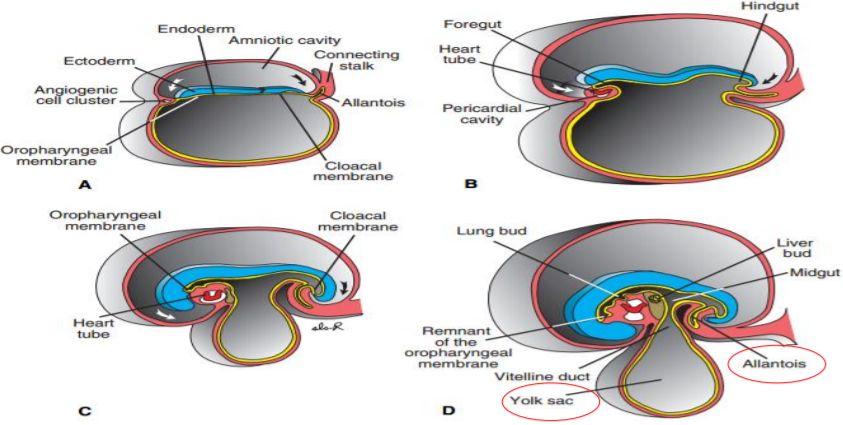 Endoderm
Amniotic cavity
Ectoderm
Connecting
stalk
Angiogenic
cell cluster
Allantois
Oropharyngeal
membrane
Cloacal
membrane
A
Hindgut
Foregut
Heart
tube
Pericardial
cavity
B
Oropharyngeal
membrane
Cloacal
membrane
Heart
tube
C
Lung bud
Liver
bud
Midgut
Remnant
of the
oropharyngeal
membrane
Allantois
Vitelline duct
Yolk sac
D